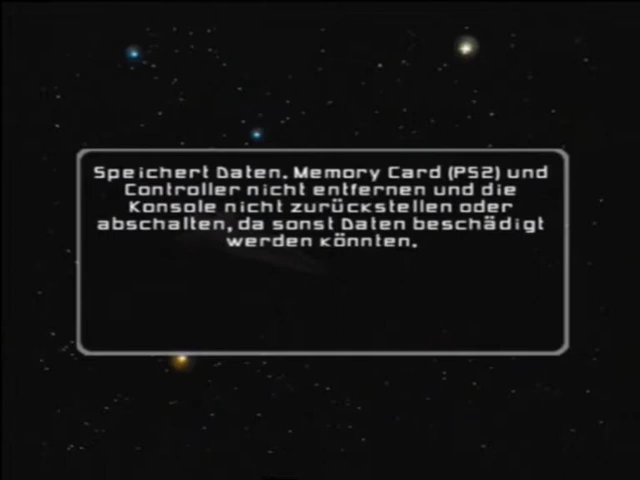 Speichert Daten. Memory Card (PS2) und
Controller nicht entfernen und die
Konsole nicht zurückstellen oder
abschalten, da sonst Daten beschädigt
werden könnten.